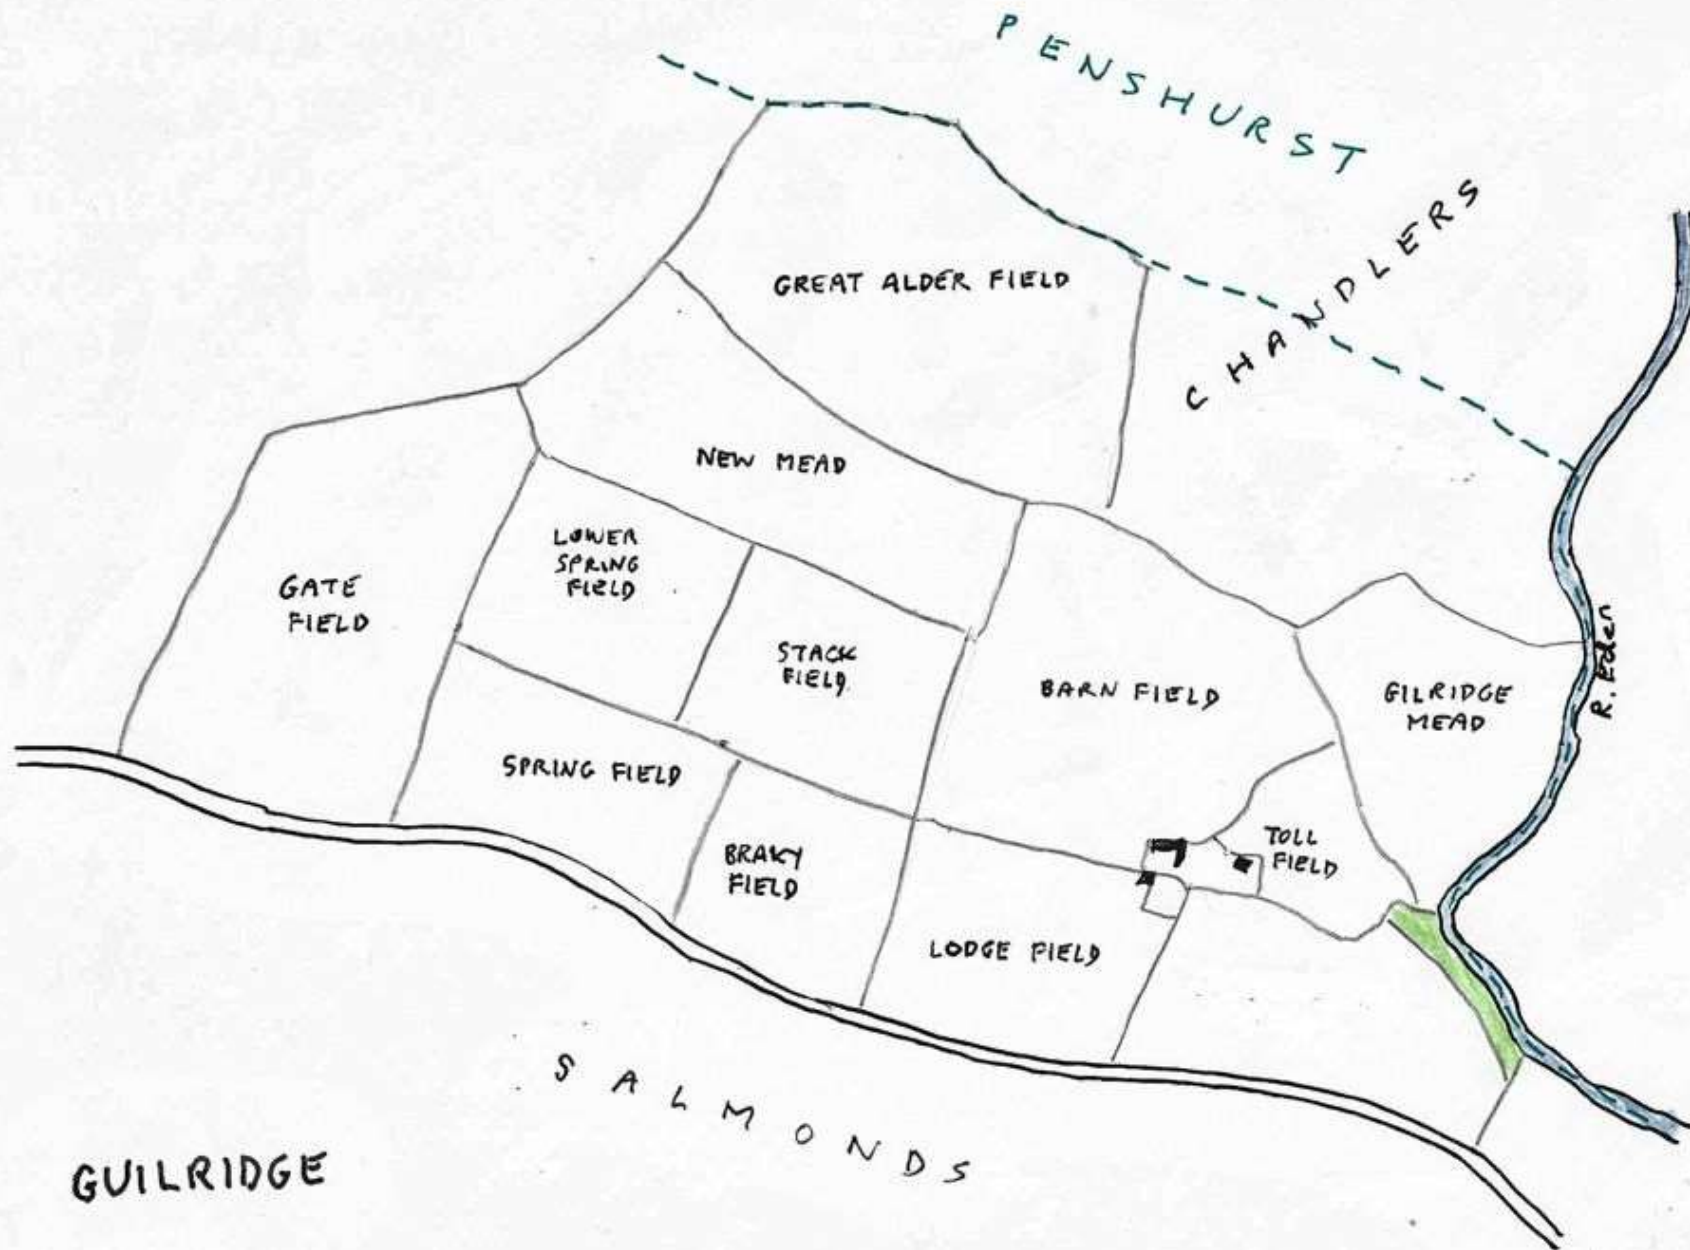 PENSHURST
CHANDLERS
GREAT ALDER FIELD
NEW MEAD
LOWER
SPRING
FIELD
GATE
FIELD
STACK
FIELD
BARN FIELD
GILRIDGE
MEAD
R. Eden
SPRING FIELD
BRAKY
FIELD
TOLL
FIELD
LODGE FIELD
SALMONDS
GUILRIDGE